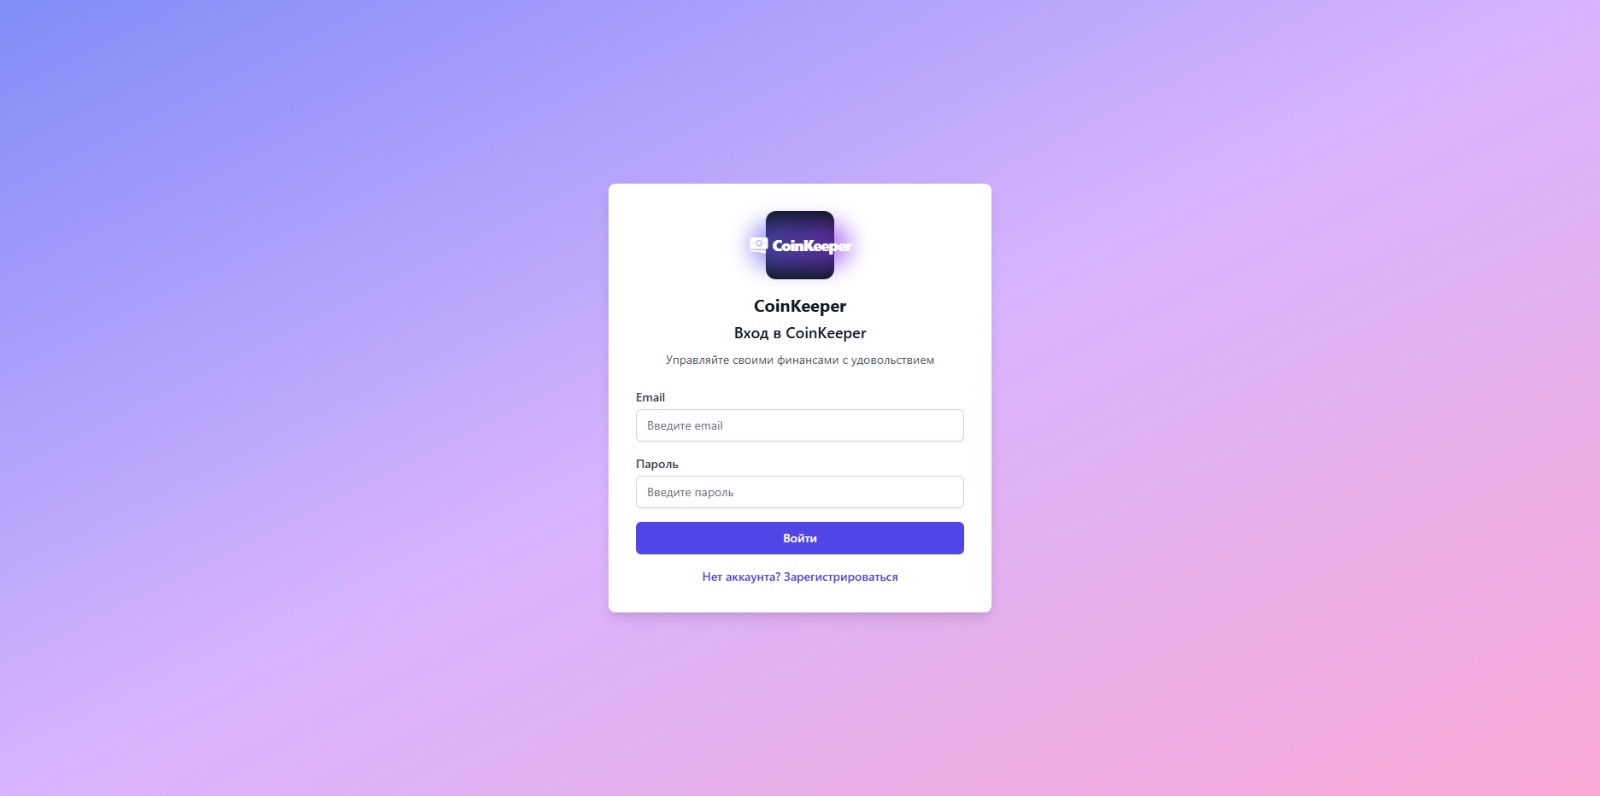 CoinKeeper
CoinKeeper
Вход в CoinKeeper
Управляйте своими финансами с удовольствием
Email
Введите email
Пароль
Введите пароль
Войти
Нет аккаунта? Зарегистрироваться